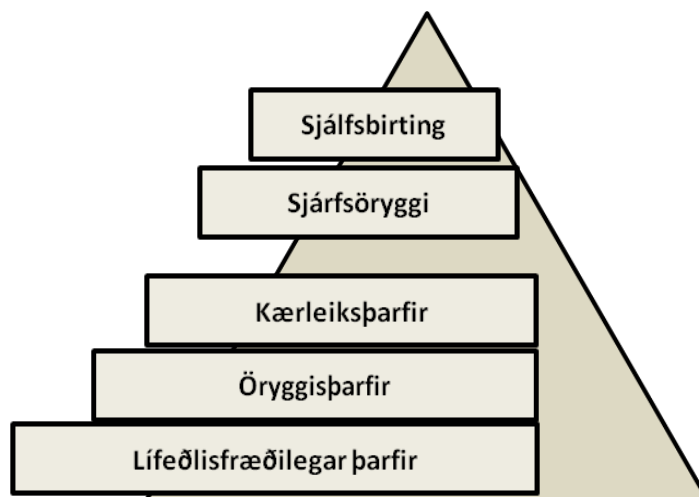 Sjálfsbirting
Sjárfsöryggi
Kærleiksþarfir
Öryggisþarfir
Lífeðlisfræðilegar þarfir